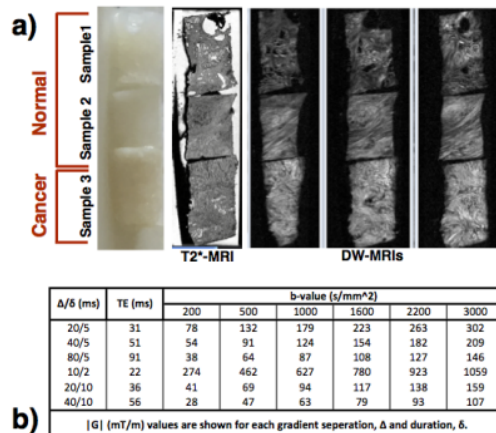 a)
Normal
Cancer
Sample1
Sample 2
Sample 3
T2*-MRI
DW-MRIs
Δ/δ (ms) TE (ms) b-value (s/mm^2)
200 500 1000 1600 2200 3000
20/5 31 78 132 179 223 263 302
40/5 51 54 91 124 154 182 209
80/5 91 38 64 87 108 127 146
10/2 22 274 462 627 780 923 1059
20/10 36 41 69 94 117 138 159
40/10 56 28 47 63 79 93 107
b)
|G| (mT/m) values are shown for each gradient seperation, Δ and duration, δ.